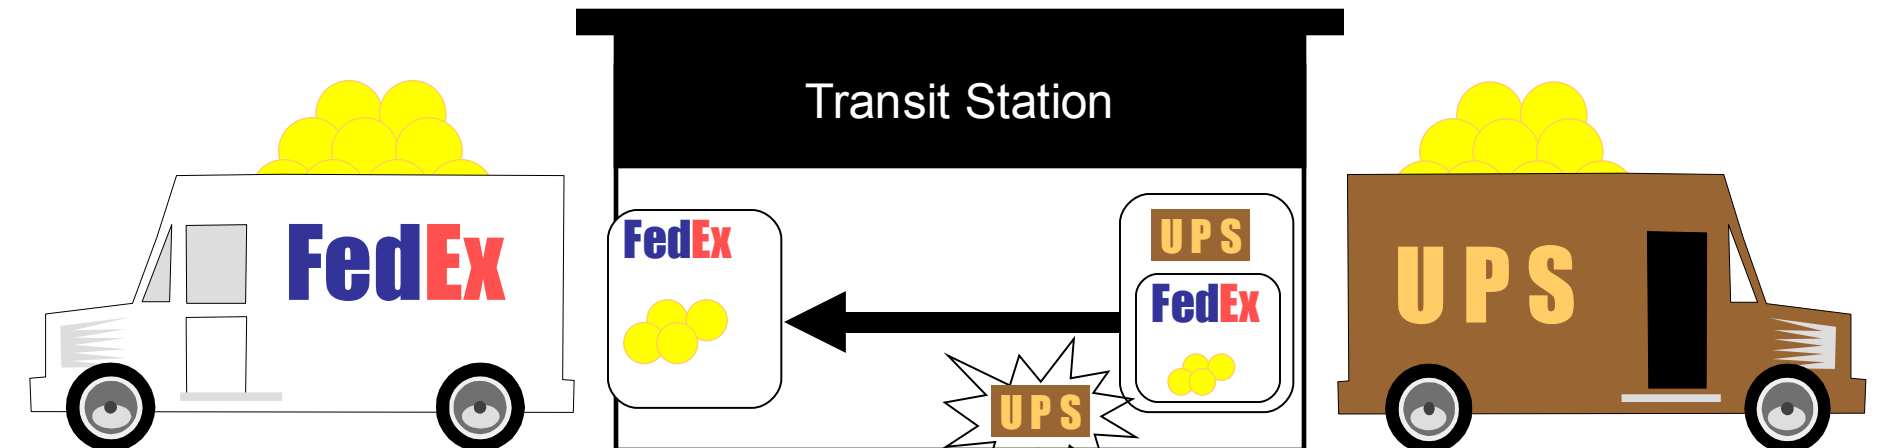 Transit Station
FedEx
FedEx
UPS
FedEx
UPS
UPS